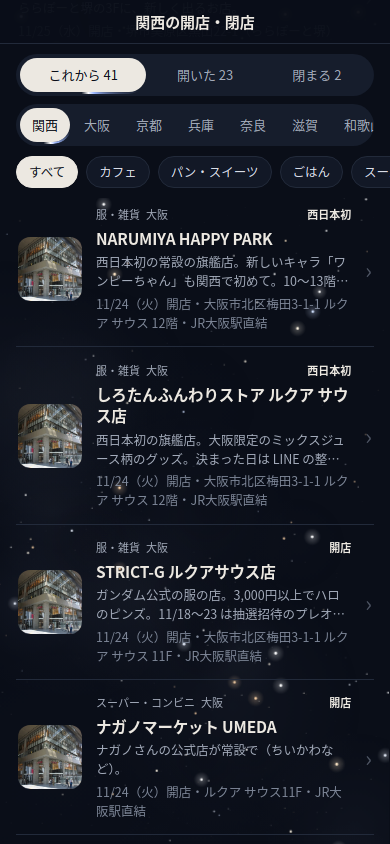 関西の開店・閉店
これから 41 開いた 23 閉まる 2
関西 大阪 京都 兵庫 奈良 滋賀 和歌
すべて カフェ パン・スイーツ ごはん スー
服・雑貨 大阪 西日本初
NARUMIYA HAPPY PARK
西日本初の常設の旗艦店。新しいキャラ「ワ
ンピーちゃん」も関西で初めて。10〜13階…
11/24（火）開店・大阪市北区梅田3-1-1 ルク
ア サウス 12階・JR大阪駅直結
服・雑貨 大阪 西日本初
しろたんふんわりストア ルクア サウ
ス店
西日本初の旗艦店。大阪限定のミックスジュ
ース柄のグッズ。決まった日は LINE の整…
11/24（火）開店・大阪市北区梅田3-1-1 ルク
ア サウス 12階・JR大阪駅直結
服・雑貨 大阪 開店
STRICT-G ルクアサウス店
ガンダム公式の服の店。3,000円以上でハロ
のピンズ。11/18〜23 は抽選招待のプレオ…
11/24（火）開店・大阪市北区梅田3-1-1 ルク
ア サウス 11F・JR大阪駅直結
スーパー・コンビニ 大阪 開店
ナガノマーケット UMEDA
ナガノさんの公式店が常設で（ちいかわな
ど）。
11/24（火）開店・ルクア サウス11F・JR大
阪駅直結